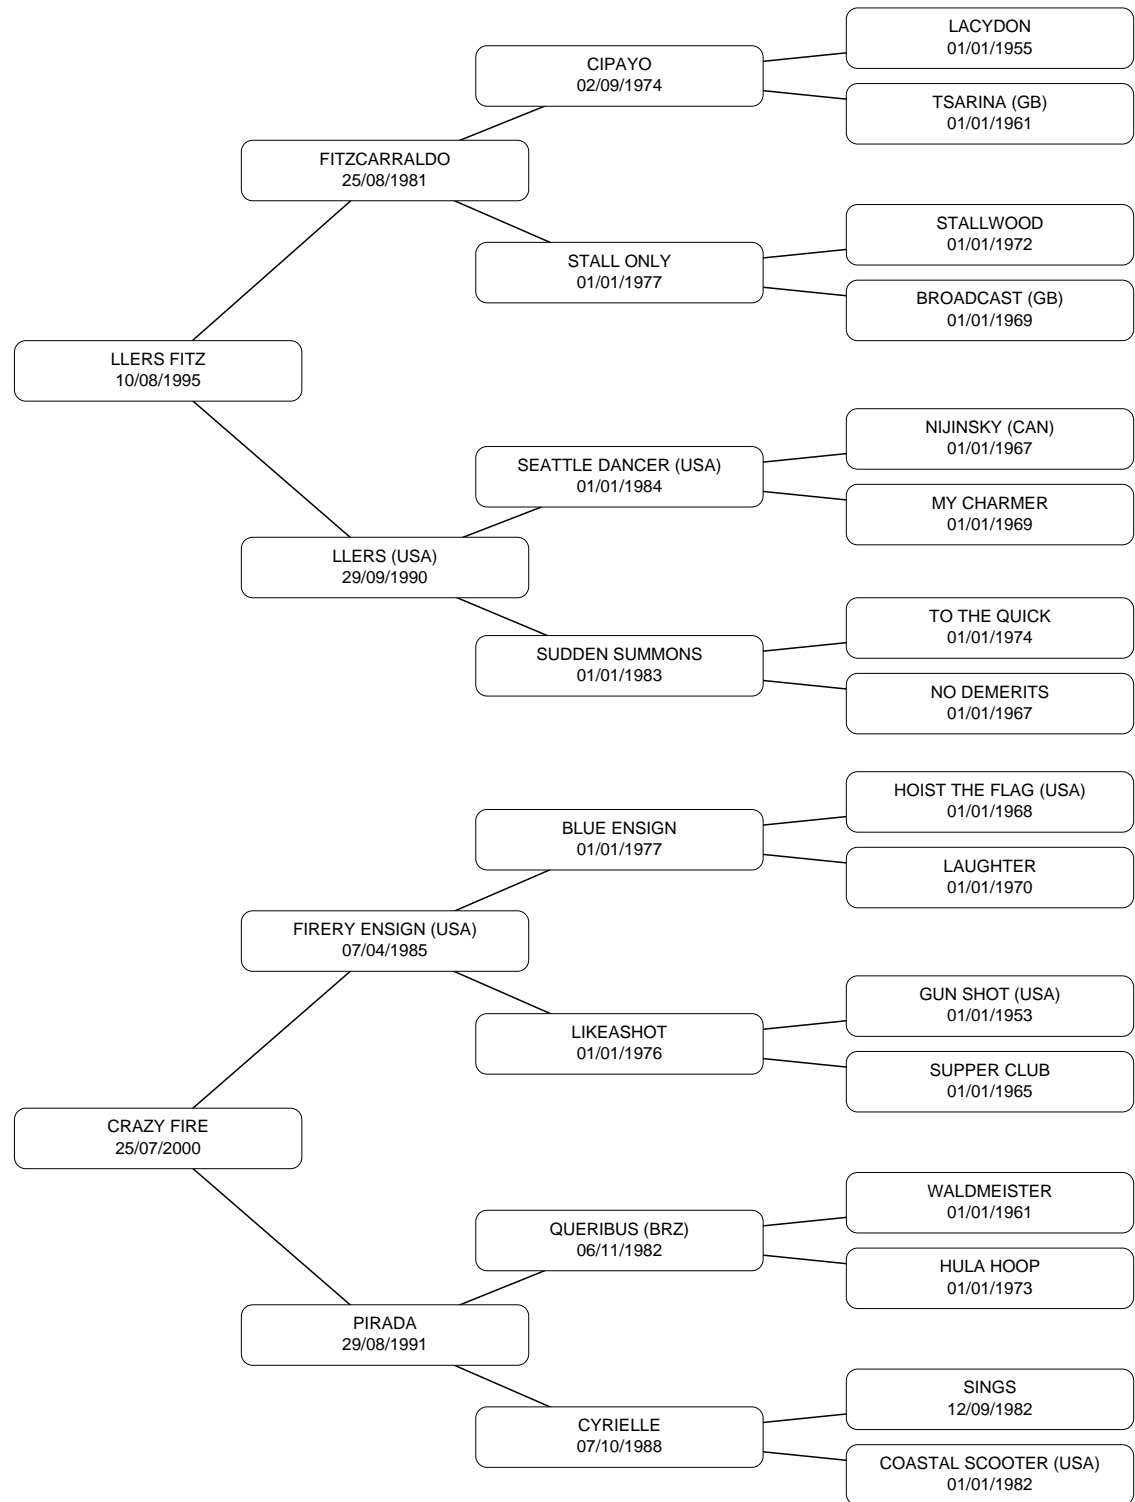 LACYDON
01/01/1955
CIPAYO
02/09/1974
TSARINA (GB)
01/01/1961
FITZCARRALDO
25/08/1981
STALLWOOD
01/01/1972
STALL ONLY
01/01/1977
BROADCAST (GB)
01/01/1969
LLERS FITZ
10/08/1995
NIJINSKY (CAN)
01/01/1967
SEATTLE DANCER (USA)
01/01/1984
MY CHARMER
01/01/1969
LLERS (USA)
29/09/1990
TO THE QUICK
01/01/1974
SUDDEN SUMMONS
01/01/1983
NO DEMERITS
01/01/1967
HOIST THE FLAG (USA)
01/01/1968
BLUE ENSIGN
01/01/1977
LAUGHTER
01/01/1970
FIRERY ENSIGN (USA)
07/04/1985
GUN SHOT (USA)
01/01/1953
LIKEASHOT
01/01/1976
SUPPER CLUB
01/01/1965
CRAZY FIRE
25/07/2000
WALDMEISTER
01/01/1961
QUERIBUS (BRZ)
06/11/1982
HULA HOOP
01/01/1973
PIRADA
29/08/1991
SINGS
12/09/1982
CYRIELLE
07/10/1988
COASTAL SCOOTER (USA)
01/01/1982